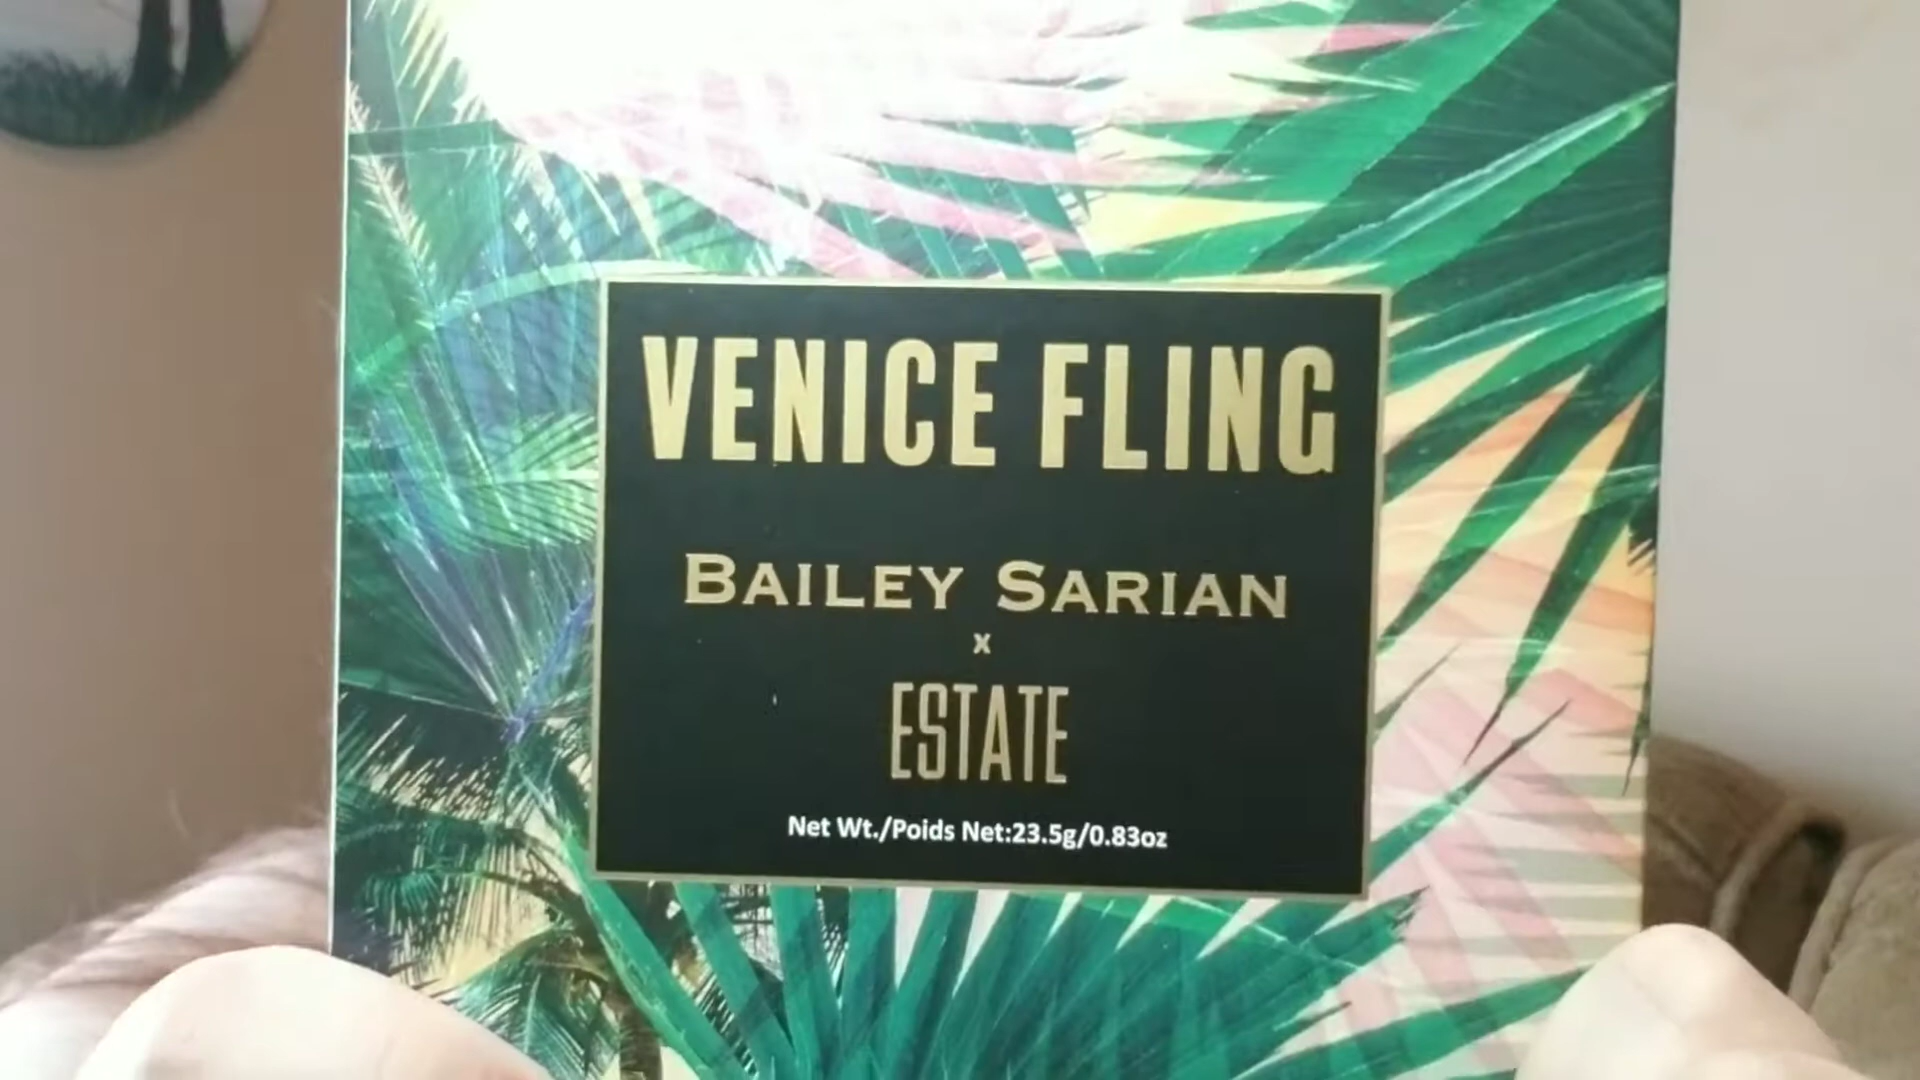 VENICE FLING
BAILEY SARIAN
x
ESTATE
Net Wt./Poids Net:23.5g/0.83oz